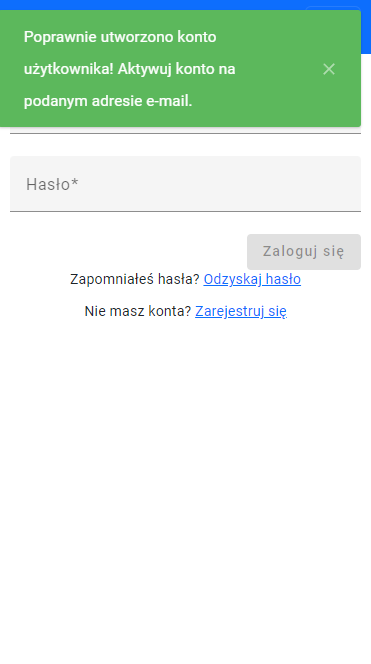 Poprawnie utworzono konto
użytkownika! Aktywuj konto na
podanym adresie e-mail.
Hasło*
Zaloguj się
Zapomniałeś hasła? Odzyskaj hasło
Nie masz konta? Zarejestruj się